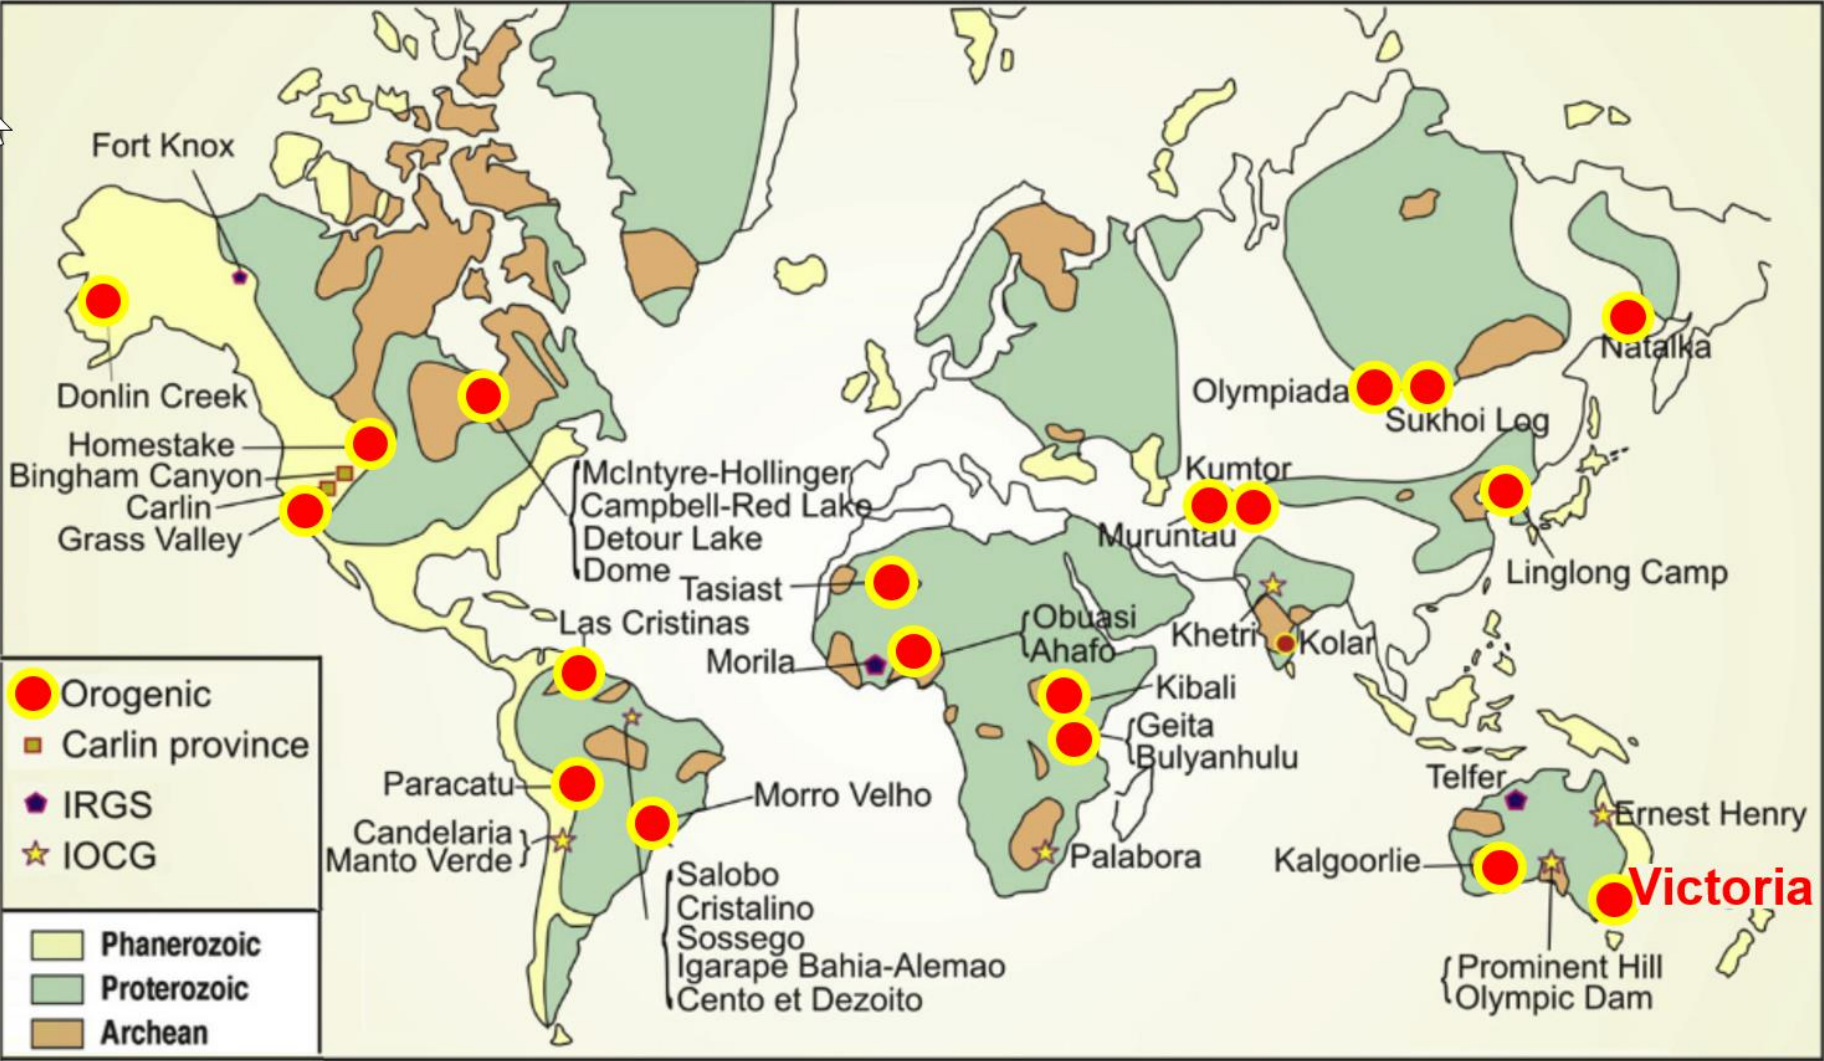 Fort Knox
Donlin Creek
Homestake
Bingham Canyon
Carlin
Grass Valley
McIntyre-Hollinger
Campbell-Red Lake
Detour Lake
Dome
Tasiast
Las Cristinas
Morila
Obuasi
Ahafo
Kibali
Geita
Bulyanhulu
Olympiada
Sukhoi Log
Natalka
Kumtor
Muruntau
Linglong Camp
Khetri
Kolar
Paracatu
Morro Velho
Candelaria
Manto Verde
Salobo
Cristalino
Sossego
Igarape Bahia-Alemao
Cento et Dezoito
Palabora
Telfer
Ernest Henry
Kalgoorlie
Victoria
Prominent Hill
Olympic Dam
Orogenic
Carlin province
IRGS
IOCG
Phanerozoic
Proterozoic
Archean